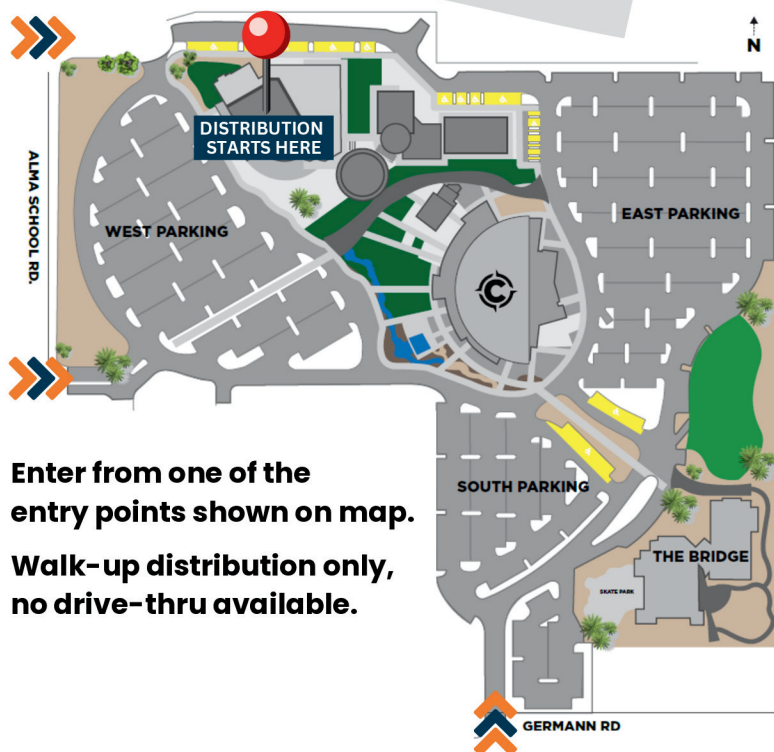 N
DISTRIBUTION
STARTS HERE
ALMA SCHOOL RD.
WEST PARKING
EAST PARKING
C
SOUTH PARKING
Enter from one of the
entry points shown on map.
Walk-up distribution only,
no drive-thru available.
THE BRIDGE
SKATE PARK
GERMANN RD